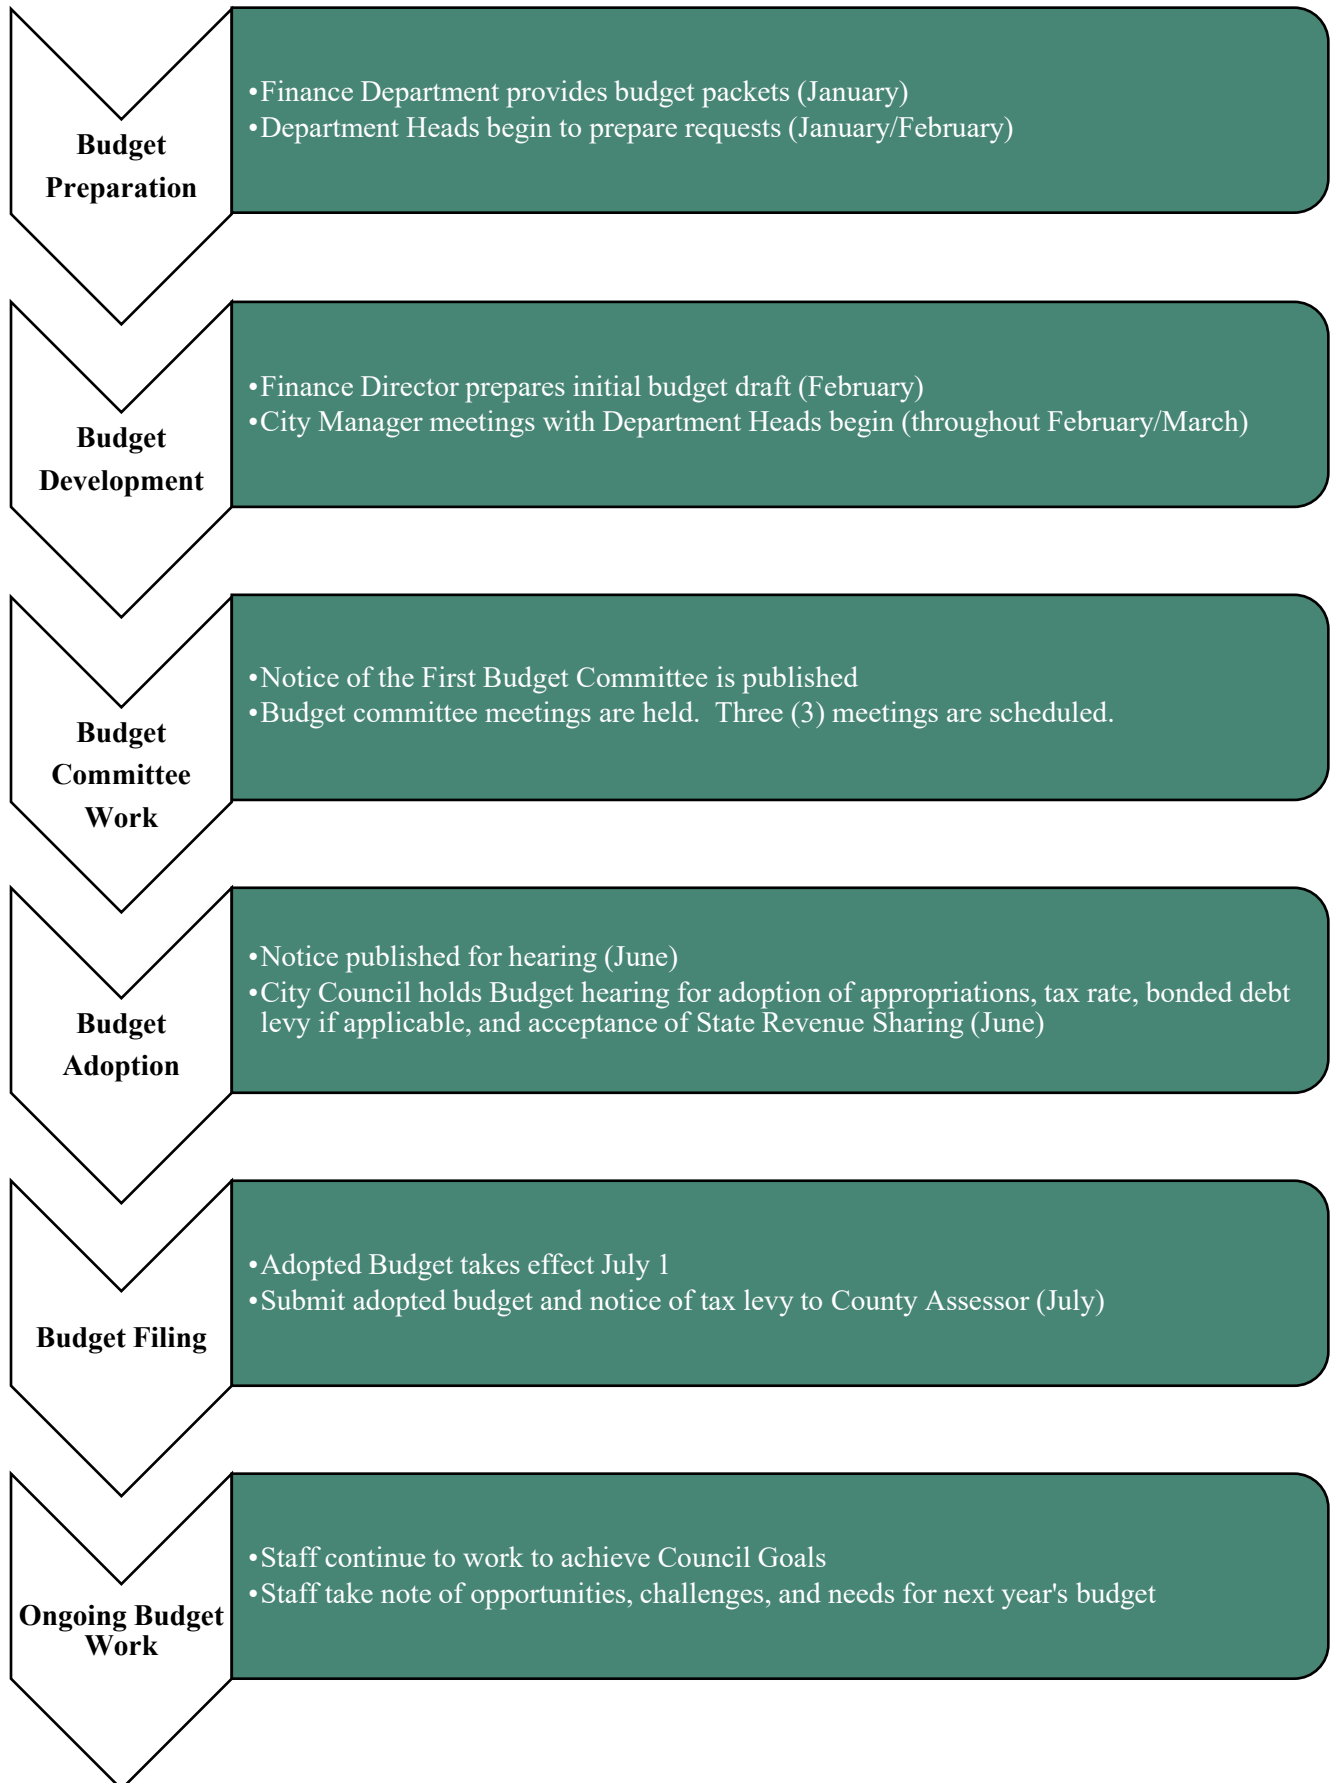 Budget
Preparation
•Finance Department provides budget packets (January)
•Department Heads begin to prepare requests (January/February)
Budget
Development
•Finance Director prepares initial budget draft (February)
•City Manager meetings with Department Heads begin (throughout February/March)
Budget
Committee
Work
•Notice of the First Budget Committee is published
•Budget committee meetings are held.  Three (3) meetings are scheduled.
Budget
Adoption
•Notice published for hearing (June)
•City Council holds Budget hearing for adoption of appropriations, tax rate, bonded debt
levy if applicable, and acceptance of State Revenue Sharing (June)
Budget Filing
•Adopted Budget takes effect July 1
•Submit adopted budget and notice of tax levy to County Assessor (July)
Ongoing Budget
Work
•Staff continue to work to achieve Council Goals
•Staff take note of opportunities, challenges, and needs for next year's budget